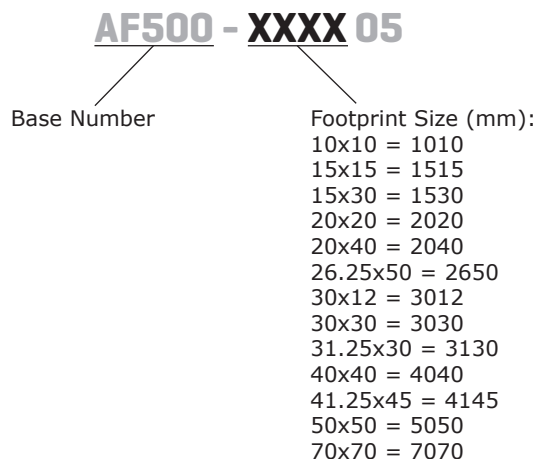 AF500 - XXXX 05
Base Number
Footprint Size (mm):
10x10 = 1010
15x15 = 1515
15x30 = 1530
20x20 = 2020
20x40 = 2040
26.25x50 = 2650
30x12 = 3012
30x30 = 3030
31.25x30 = 3130
40x40 = 4040
41.25x45 = 4145
50x50 = 5050
70x70 = 7070